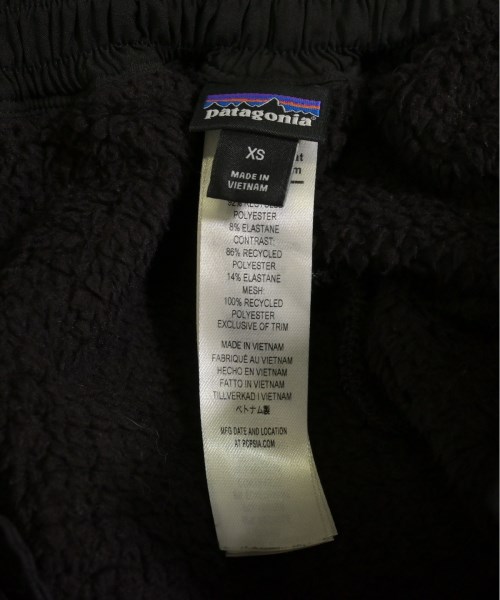 patagonia
XS
MADE IN
VIETNAM
POLYESTER
8% ELASTANE
CONTRAST:
86% RECYCLED
POLYESTER
14% ELASTANE
MESH:
100% RECYCLED
POLYESTER
EXCLUSIVE OF TRIM
MADE IN VIETNAM
FABRIQUÉ AU VIETNAM
HECHO EN VIETNAM
FATTO IN VIETNAM
TILLVERKAD I VIETNAM
ベトナム製
MFG DATE AND LOCATION
AT PCPSIA.COM